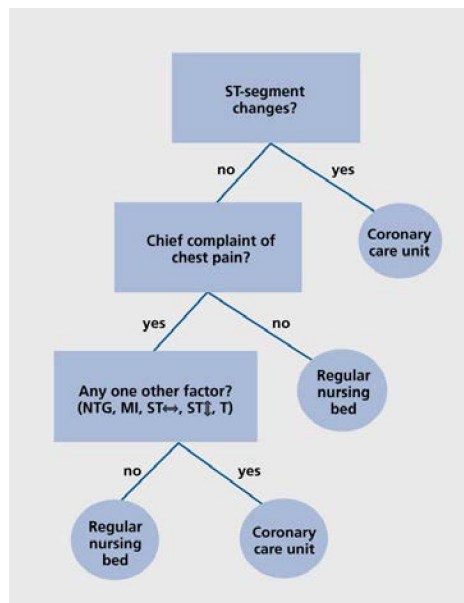 ST-segment
changes?
no
yes
Chief complaint of
chest pain?
Coronary
care unit
yes
no
Any one other factor?
(NTG, MI, ST⇔, ST⇕, T)
Regular
nursing
bed
no
yes
Regular
nursing
bed
Coronary
care unit